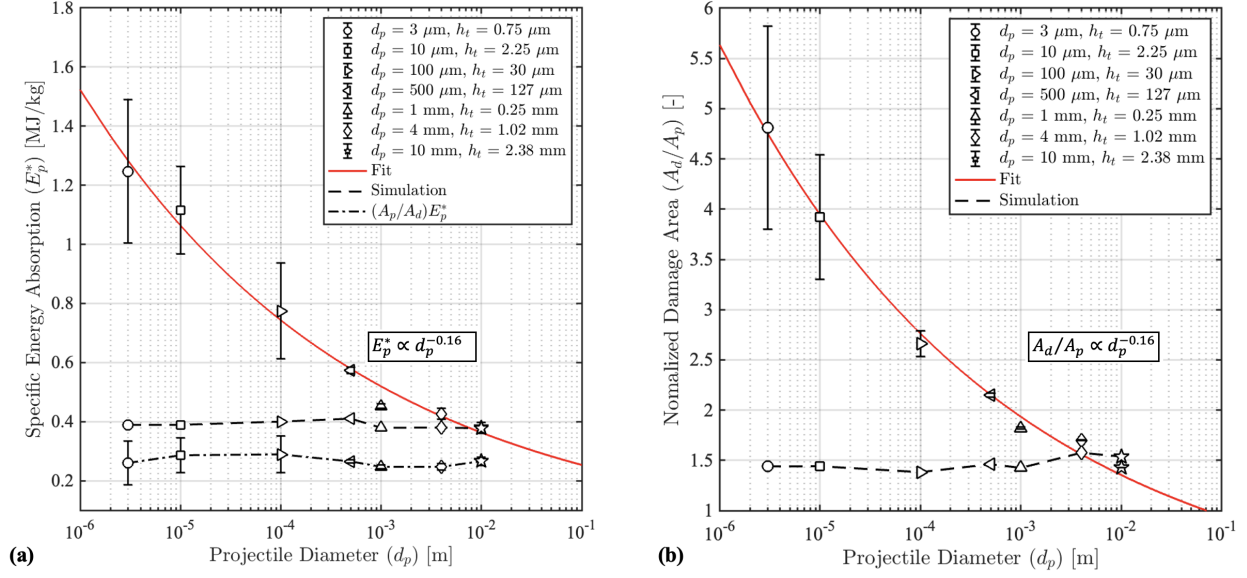 1.8
1.6
1.4
1.2
1
0.8
0.6
0.4
0.2
Specific Energy Absorption (E*p) [MJ/kg]
dp = 3 μm, ht = 0.75 μm
dp = 10 μm, ht = 2.25 μm
dp = 100 μm, ht = 30 μm
dp = 500 μm, ht = 127 μm
dp = 1 mm, ht = 0.25 mm
dp = 4 mm, ht = 1.02 mm
dp = 10 mm, ht = 2.38 mm
Fit
Simulation
(Ap/Ad)E*p
E*p ∝ dp^-0.16
10^-6 10^-5 10^-4 10^-3 10^-2 10^-1
(a) Projectile Diameter (dp) [m]
6
5.5
5
4.5
4
3.5
3
2.5
2
1.5
1
Nomalized Damage Area (Ad/Ap) [-]
dp = 3 μm, ht = 0.75 μm
dp = 10 μm, ht = 2.25 μm
dp = 100 μm, ht = 30 μm
dp = 500 μm, ht = 127 μm
dp = 1 mm, ht = 0.25 mm
dp = 4 mm, ht = 1.02 mm
dp = 10 mm, ht = 2.38 mm
Fit
Simulation
Ad/Ap ∝ dp^-0.16
10^-6 10^-5 10^-4 10^-3 10^-2 10^-1
(b) Projectile Diameter (dp) [m]